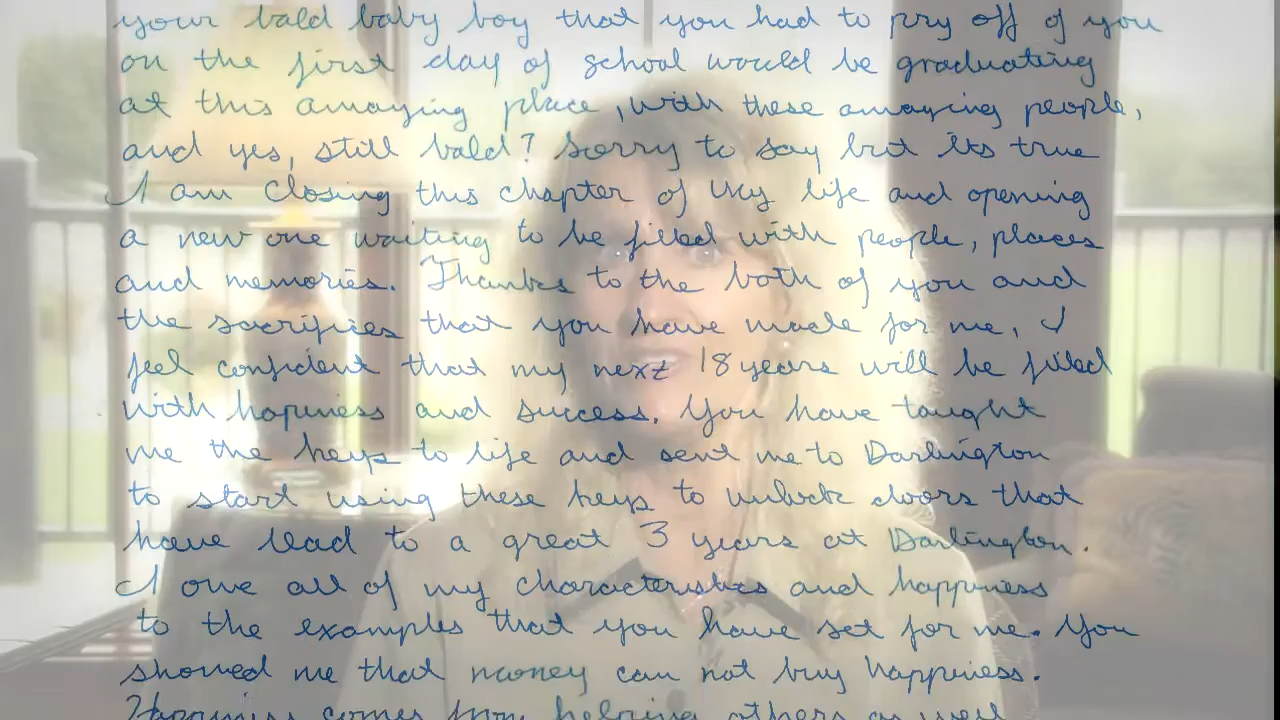 your bald baby boy that you had to pry off of you
on the first day of school would be graduating
at this amazing place, with these amazing people,
and yes, still bald? Sorry to say but its true
I am closing this chapter of my life and opening
a new one waiting to be filled with people, places
and memories. Thanks to the both of you and
the sacrifices that you have made for me, I
feel confident that my next 18 years will be filled
with happiness and success. You have taught
me the keys to life and sent me to Darlington
to start using these keys to unlock doors that
have lead to a great 3 years at Darlington.
I owe all of my characteristics and happiness
to the examples that you have set for me. You
showed me that money can not buy happiness.
Happiness comes from helping others as well